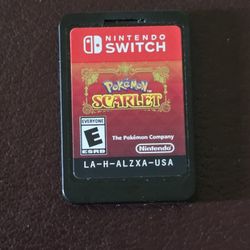 NINTENDO
SWITCH
POKéMON
SCARLET
EVERYONE
E
ESRB
The Pokémon Company
Nintendo
LA-H-ALZXA-USA